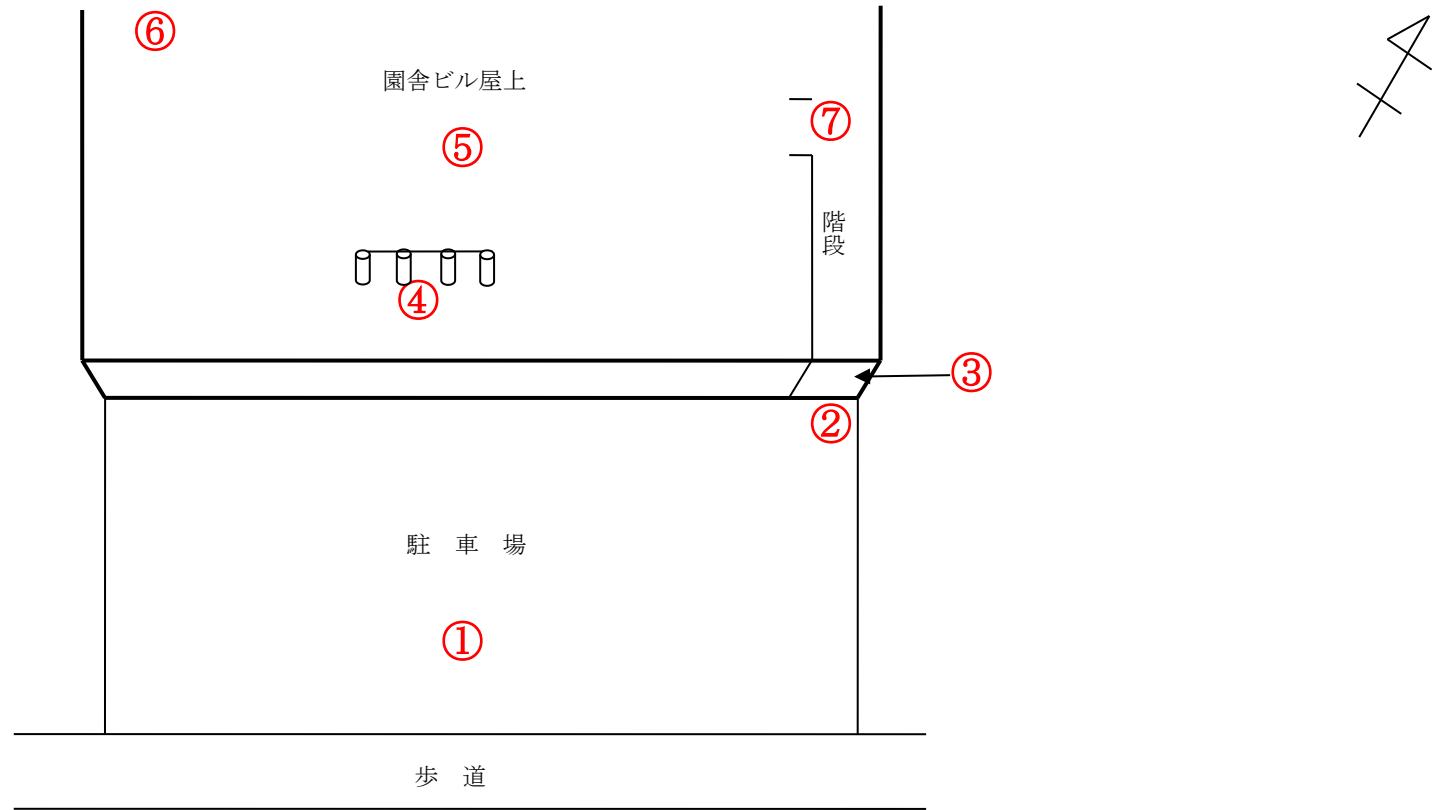 ⑥
園舎ビル屋上
⑦
⑤
階段
④
③
②
駐 車 場
①
歩 道